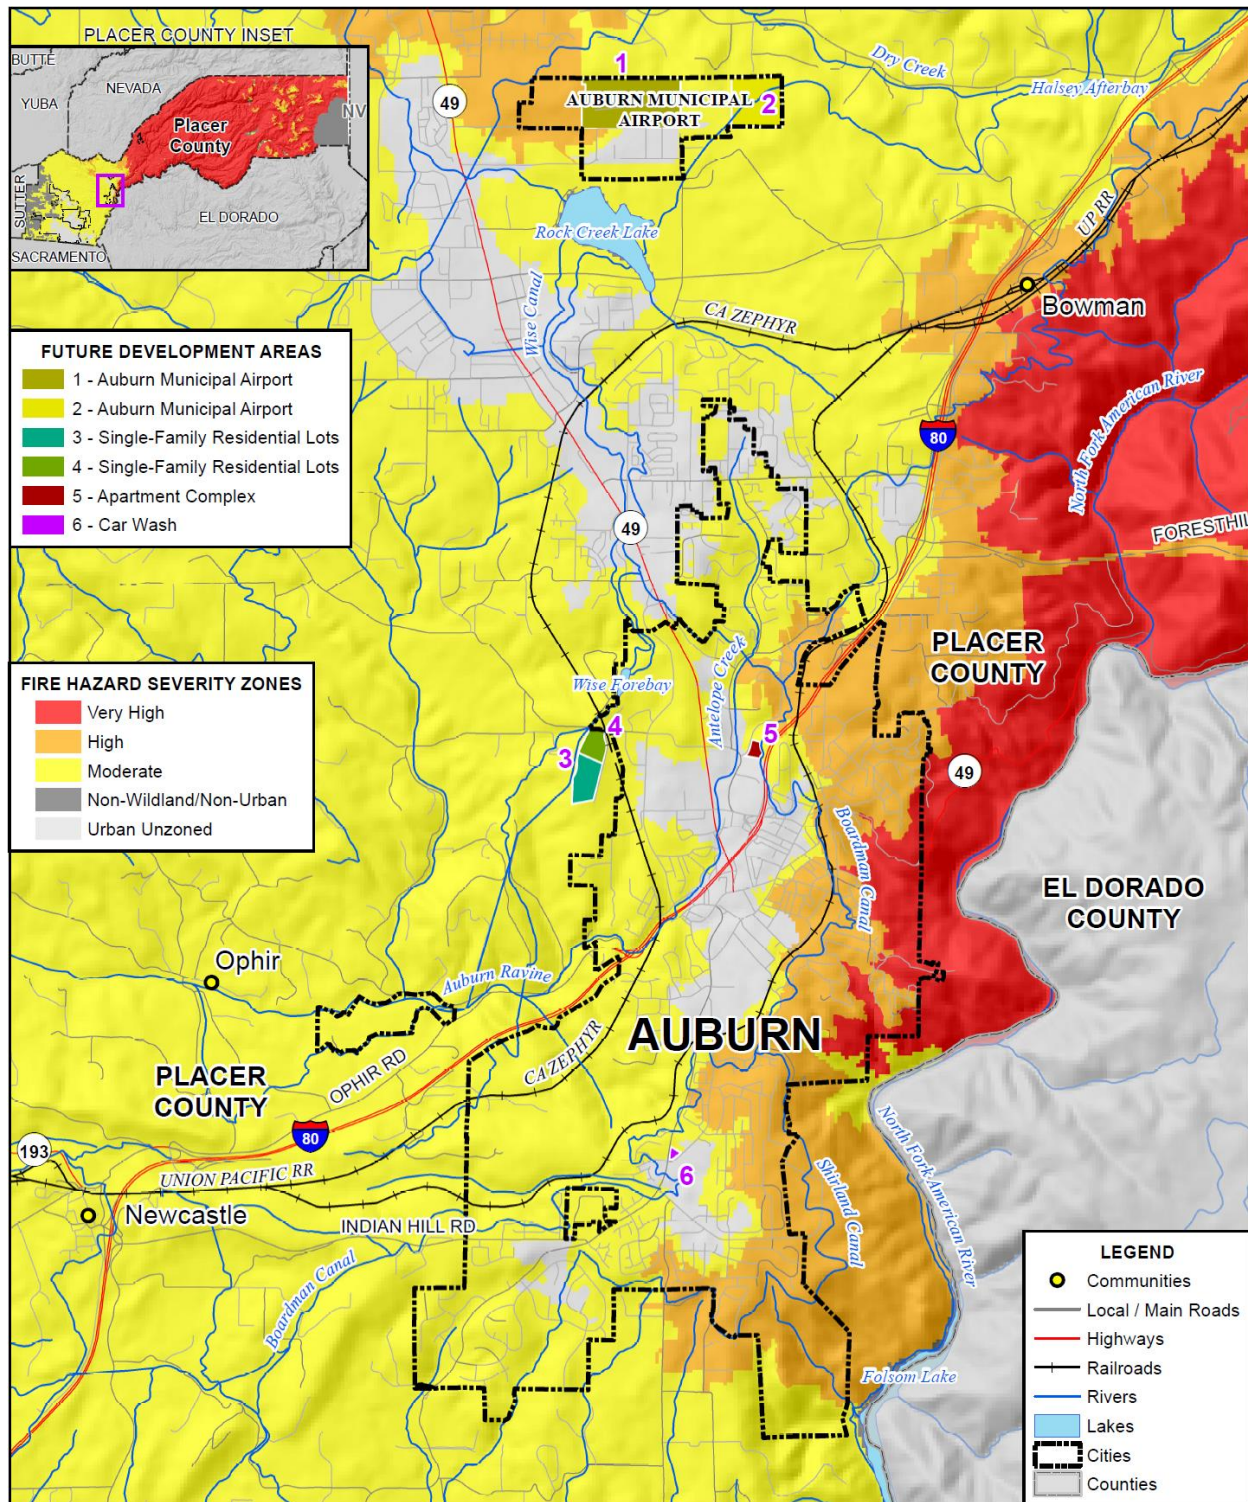 PLACER COUNTY INSET
BUTTE
NEVADA
YUBA
NV
Placer
County
SUTTER
EL DORADO
SACRAMENTO
49
1
AUBURN MUNICIPAL
AIRPORT
2
Dry Creek
Halsey Afterbay
Rock Creek Lake
UP RR
Bowman
Wise Canal
CA ZEPHYR
FUTURE DEVELOPMENT AREAS
1 - Auburn Municipal Airport
2 - Auburn Municipal Airport
3 - Single-Family Residential Lots
4 - Single-Family Residential Lots
5 - Apartment Complex
6 - Car Wash
80
North Fork American River
49
FORESTHIL
FIRE HAZARD SEVERITY ZONES
Very High
High
Moderate
Non-Wildland/Non-Urban
Urban Unzoned
PLACER
COUNTY
Wise Forebay
Antelope Creek
4
3
5
49
Boardman Canal
EL DORADO
COUNTY
Ophir
Auburn Ravine
AUBURN
CA ZEPHYR
OPHIR RD
PLACER
COUNTY
80
193
UNION PACIFIC RR
Newcastle
INDIAN HILL RD
6
Shirland Canal
North Fork American River
Boardman Canal
Folsom Lake
LEGEND
Communities
Local / Main Roads
Highways
Railroads
Rivers
Lakes
Cities
Counties